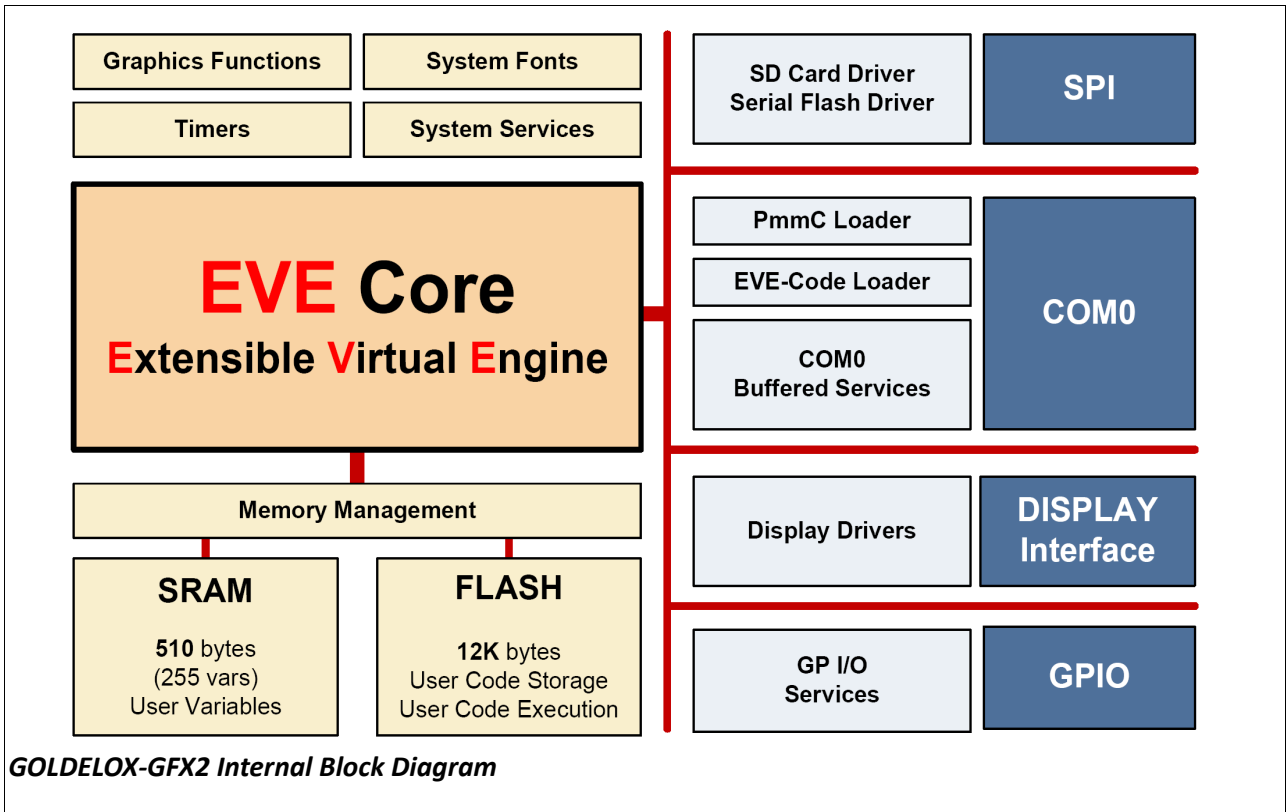 Graphics Functions
System Fonts
Timers
System Services
EVE Core
Extensible Virtual Engine
Memory Management
SRAM
510 bytes
(255 vars)
User Variables
FLASH
12K bytes
User Code Storage
User Code Execution
SD Card Driver
Serial Flash Driver
SPI
PmmC Loader
EVE-Code Loader
COM0
Buffered Services
COM0
Display Drivers
DISPLAY
Interface
GP I/O
Services
GPIO
GOLDELOX-GFX2 Internal Block Diagram